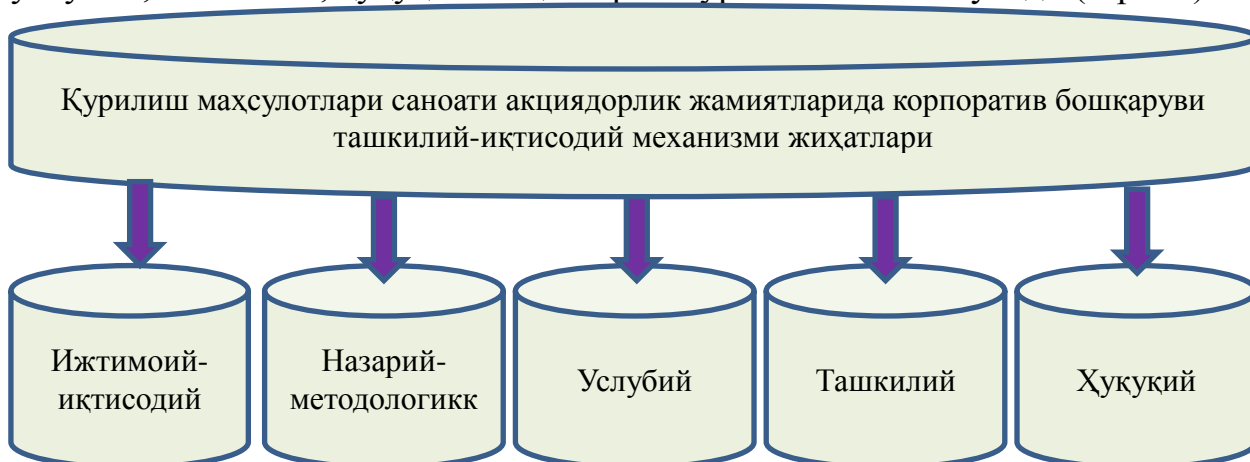 Қурилиш маҳсулотлари саноати акциядорлик жамиятларида корпоратив бошқаруви
ташкилий-иқтисодий механизми жиҳатлари
Ижтимоий-
иқтисодий
Назарий-
методологикк
Услубий
Ташкилий
Ҳуқуқий